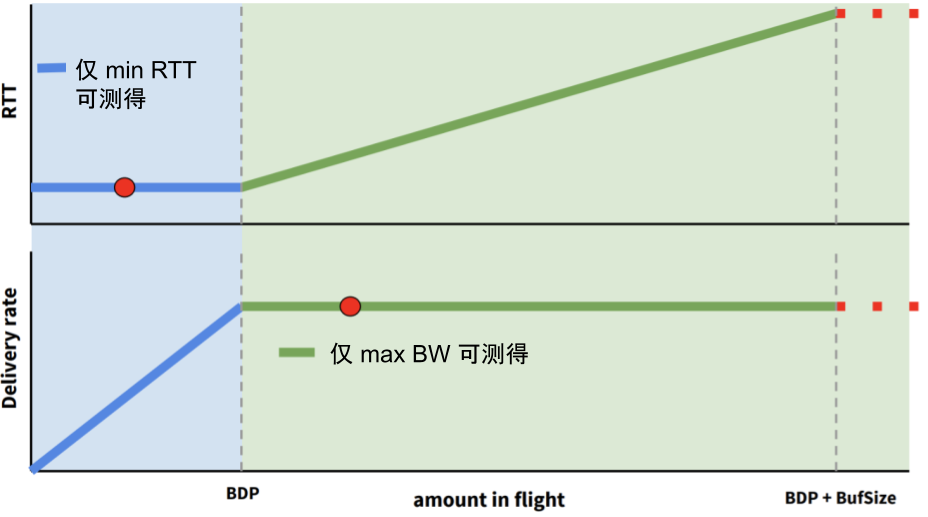 RTT
仅 min RTT
可测得
Delivery rate
仅 max BW 可测得
BDP
amount in flight
BDP + BufSize